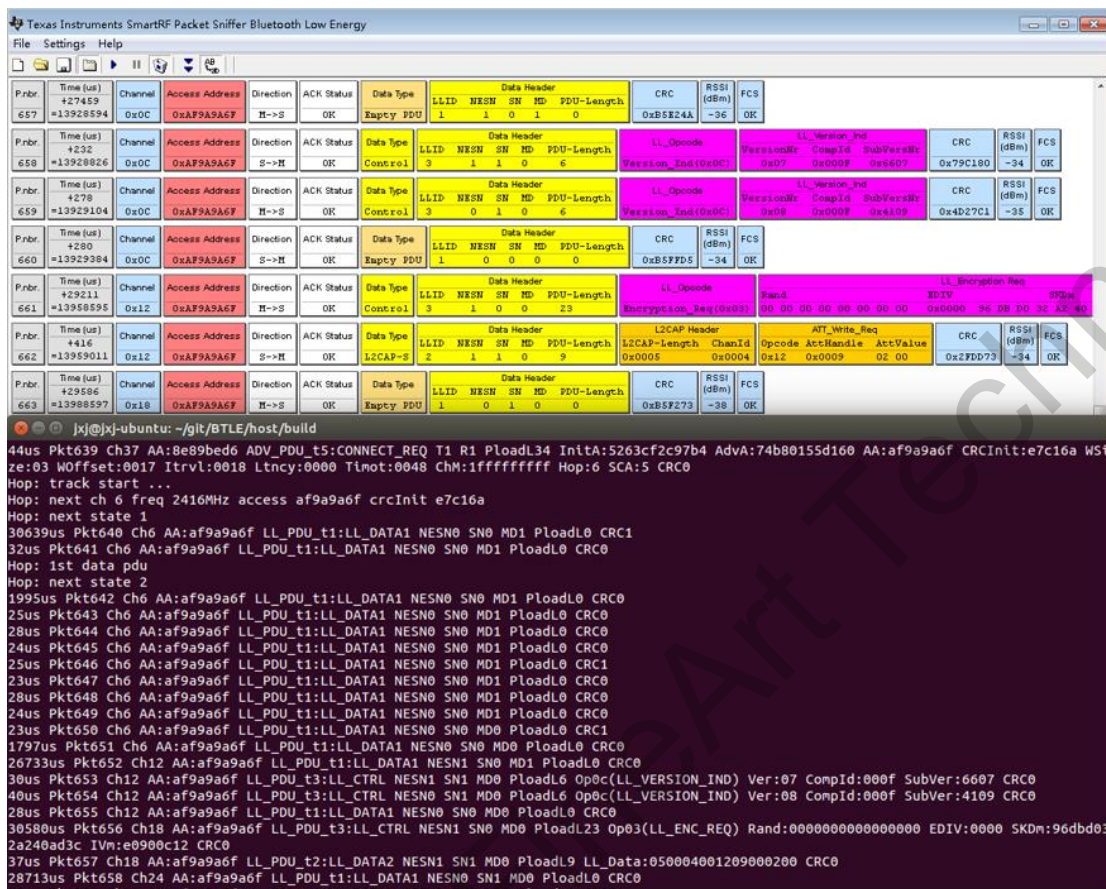 Texas Instruments SmartRF Packet Sniffer Bluetooth Low Energy
File Settings Help
P.nbr. Time (us) Channel Access Address Direction ACK Status Data Type Data Header CRC RSSI (dBm) FCS
+27459 LLID NESN SN MD PDU-Length
657 =13928594 0x0C 0xAF9A9A6F M->S OK Empty PDU 1 1 0 1 0 0xB5E24A -36 OK
P.nbr. Time (us) Channel Access Address Direction ACK Status Data Type Data Header LL_Opcode LL_Version_Ind CRC RSSI (dBm) FCS
+232 LLID NESN SN MD PDU-Length VersionNr CompId SubVersNr
658 =13928826 0x0C 0xAF9A9A6F S->M OK Control 3 1 1 0 6 Version_Ind(0x0C) 0x07 0x000F 0x6607 0x79C180 -34 OK
P.nbr. Time (us) Channel Access Address Direction ACK Status Data Type Data Header LL_Opcode LL_Version_Ind CRC RSSI (dBm) FCS
+278 LLID NESN SN MD PDU-Length VersionNr CompId SubVersNr
659 =13929104 0x0C 0xAF9A9A6F M->S OK Control 3 0 1 0 6 Version_Ind(0x0C) 0x08 0x000F 0x4109 0x4D27C1 -35 OK
P.nbr. Time (us) Channel Access Address Direction ACK Status Data Type Data Header CRC RSSI (dBm) FCS
+280 LLID NESN SN MD PDU-Length
660 =13929384 0x0C 0xAF9A9A6F S->M OK Empty PDU 1 0 0 0 0 0xB5FFD5 -34 OK
P.nbr. Time (us) Channel Access Address Direction ACK Status Data Type Data Header LL_Opcode LL_Encryption_Req
+29211 LLID NESN SN MD PDU-Length Rand EDIV SKDm
661 =13958595 0x12 0xAF9A9A6F M->S OK Control 3 1 0 0 23 Encryption_Req(0x03) 00 00 00 00 00 00 00 00 0x0000 96 DB D0 32 A2 40
P.nbr. Time (us) Channel Access Address Direction ACK Status Data Type Data Header L2CAP Header ATT_Write_Req CRC RSSI (dBm) FCS
+416 LLID NESN SN MD PDU-Length L2CAP-Length ChanId Opcode AttHandle AttValue
662 =13959011 0x12 0xAF9A9A6F S->M OK L2CAP-S 2 1 1 0 9 0x0005 0x0004 0x12 0x0009 02 00 0x2FDD73 -34 OK
P.nbr. Time (us) Channel Access Address Direction ACK Status Data Type Data Header CRC RSSI (dBm) FCS
+29586 LLID NESN SN MD PDU-Length
663 =13988597 0x18 0xAF9A9A6F M->S OK Empty PDU 1 0 1 0 0 0xB5F273 -38 OK
jxj@jxj-ubuntu: ~/git/BTLE/host/build
44us Pkt639 Ch37 AA:8e89bed6 ADV_PDU_t5:CONNECT_REQ T1 R1 PloadL34 InitA:5263cf2c97b4 AdvA:74b80155d160 AA:af9a9a6f CRCInit:e7c16a WSi
ze:03 WOffset:0017 Itrvl:0018 Ltncy:0000 Timot:0048 ChM:1fffffffff Hop:6 SCA:5 CRC0
Hop: track start ...
Hop: next ch 6 freq 2416MHz access af9a9a6f crcInit e7c16a
Hop: next state 1
30639us Pkt640 Ch6 AA:af9a9a6f LL_PDU_t1:LL_DATA1 NESN0 SN0 MD1 PloadL0 CRC1
32us Pkt641 Ch6 AA:af9a9a6f LL_PDU_t1:LL_DATA1 NESN0 SN0 MD1 PloadL0 CRC0
Hop: 1st data pdu
Hop: next state 2
1995us Pkt642 Ch6 AA:af9a9a6f LL_PDU_t1:LL_DATA1 NESN0 SN0 MD1 PloadL0 CRC0
25us Pkt643 Ch6 AA:af9a9a6f LL_PDU_t1:LL_DATA1 NESN0 SN0 MD1 PloadL0 CRC0
28us Pkt644 Ch6 AA:af9a9a6f LL_PDU_t1:LL_DATA1 NESN0 SN0 MD1 PloadL0 CRC0
24us Pkt645 Ch6 AA:af9a9a6f LL_PDU_t1:LL_DATA1 NESN0 SN0 MD1 PloadL0 CRC0
25us Pkt646 Ch6 AA:af9a9a6f LL_PDU_t1:LL_DATA1 NESN0 SN0 MD1 PloadL0 CRC1
23us Pkt647 Ch6 AA:af9a9a6f LL_PDU_t1:LL_DATA1 NESN0 SN0 MD1 PloadL0 CRC0
28us Pkt648 Ch6 AA:af9a9a6f LL_PDU_t1:LL_DATA1 NESN0 SN0 MD1 PloadL0 CRC0
24us Pkt649 Ch6 AA:af9a9a6f LL_PDU_t1:LL_DATA1 NESN0 SN0 MD1 PloadL0 CRC0
23us Pkt650 Ch6 AA:af9a9a6f LL_PDU_t1:LL_DATA1 NESN0 SN0 MD1 PloadL0 CRC1
1797us Pkt651 Ch6 AA:af9a9a6f LL_PDU_t1:LL_DATA1 NESN0 SN0 MD0 PloadL0 CRC0
26733us Pkt652 Ch12 AA:af9a9a6f LL_PDU_t1:LL_DATA1 NESN1 SN0 MD1 PloadL0 CRC0
30us Pkt653 Ch12 AA:af9a9a6f LL_PDU_t3:LL_CTRL NESN1 SN1 MD0 PloadL6 Op0c(LL_VERSION_IND) Ver:07 CompId:000f SubVer:6607 CRC0
40us Pkt654 Ch12 AA:af9a9a6f LL_PDU_t3:LL_CTRL NESN0 SN1 MD0 PloadL6 Op0c(LL_VERSION_IND) Ver:08 CompId:000f SubVer:4109 CRC0
28us Pkt655 Ch12 AA:af9a9a6f LL_PDU_t1:LL_DATA1 NESN0 SN0 MD0 PloadL0 CRC0
30580us Pkt656 Ch18 AA:af9a9a6f LL_PDU_t3:LL_CTRL NESN1 SN0 MD0 PloadL23 Op03(LL_ENC_REQ) Rand:0000000000000000 EDIV:0000 SKDm:96dbd03
2a240ad3c IVm:e0900c12 CRC0
37us Pkt657 Ch18 AA:af9a9a6f LL_PDU_t2:LL_DATA2 NESN1 SN1 MD0 PloadL9 LL_Data:050004001209000200 CRC0
28713us Pkt658 Ch24 AA:af9a9a6f LL_PDU_t1:LL_DATA1 NESN0 SN1 MD0 PloadL0 CRC0